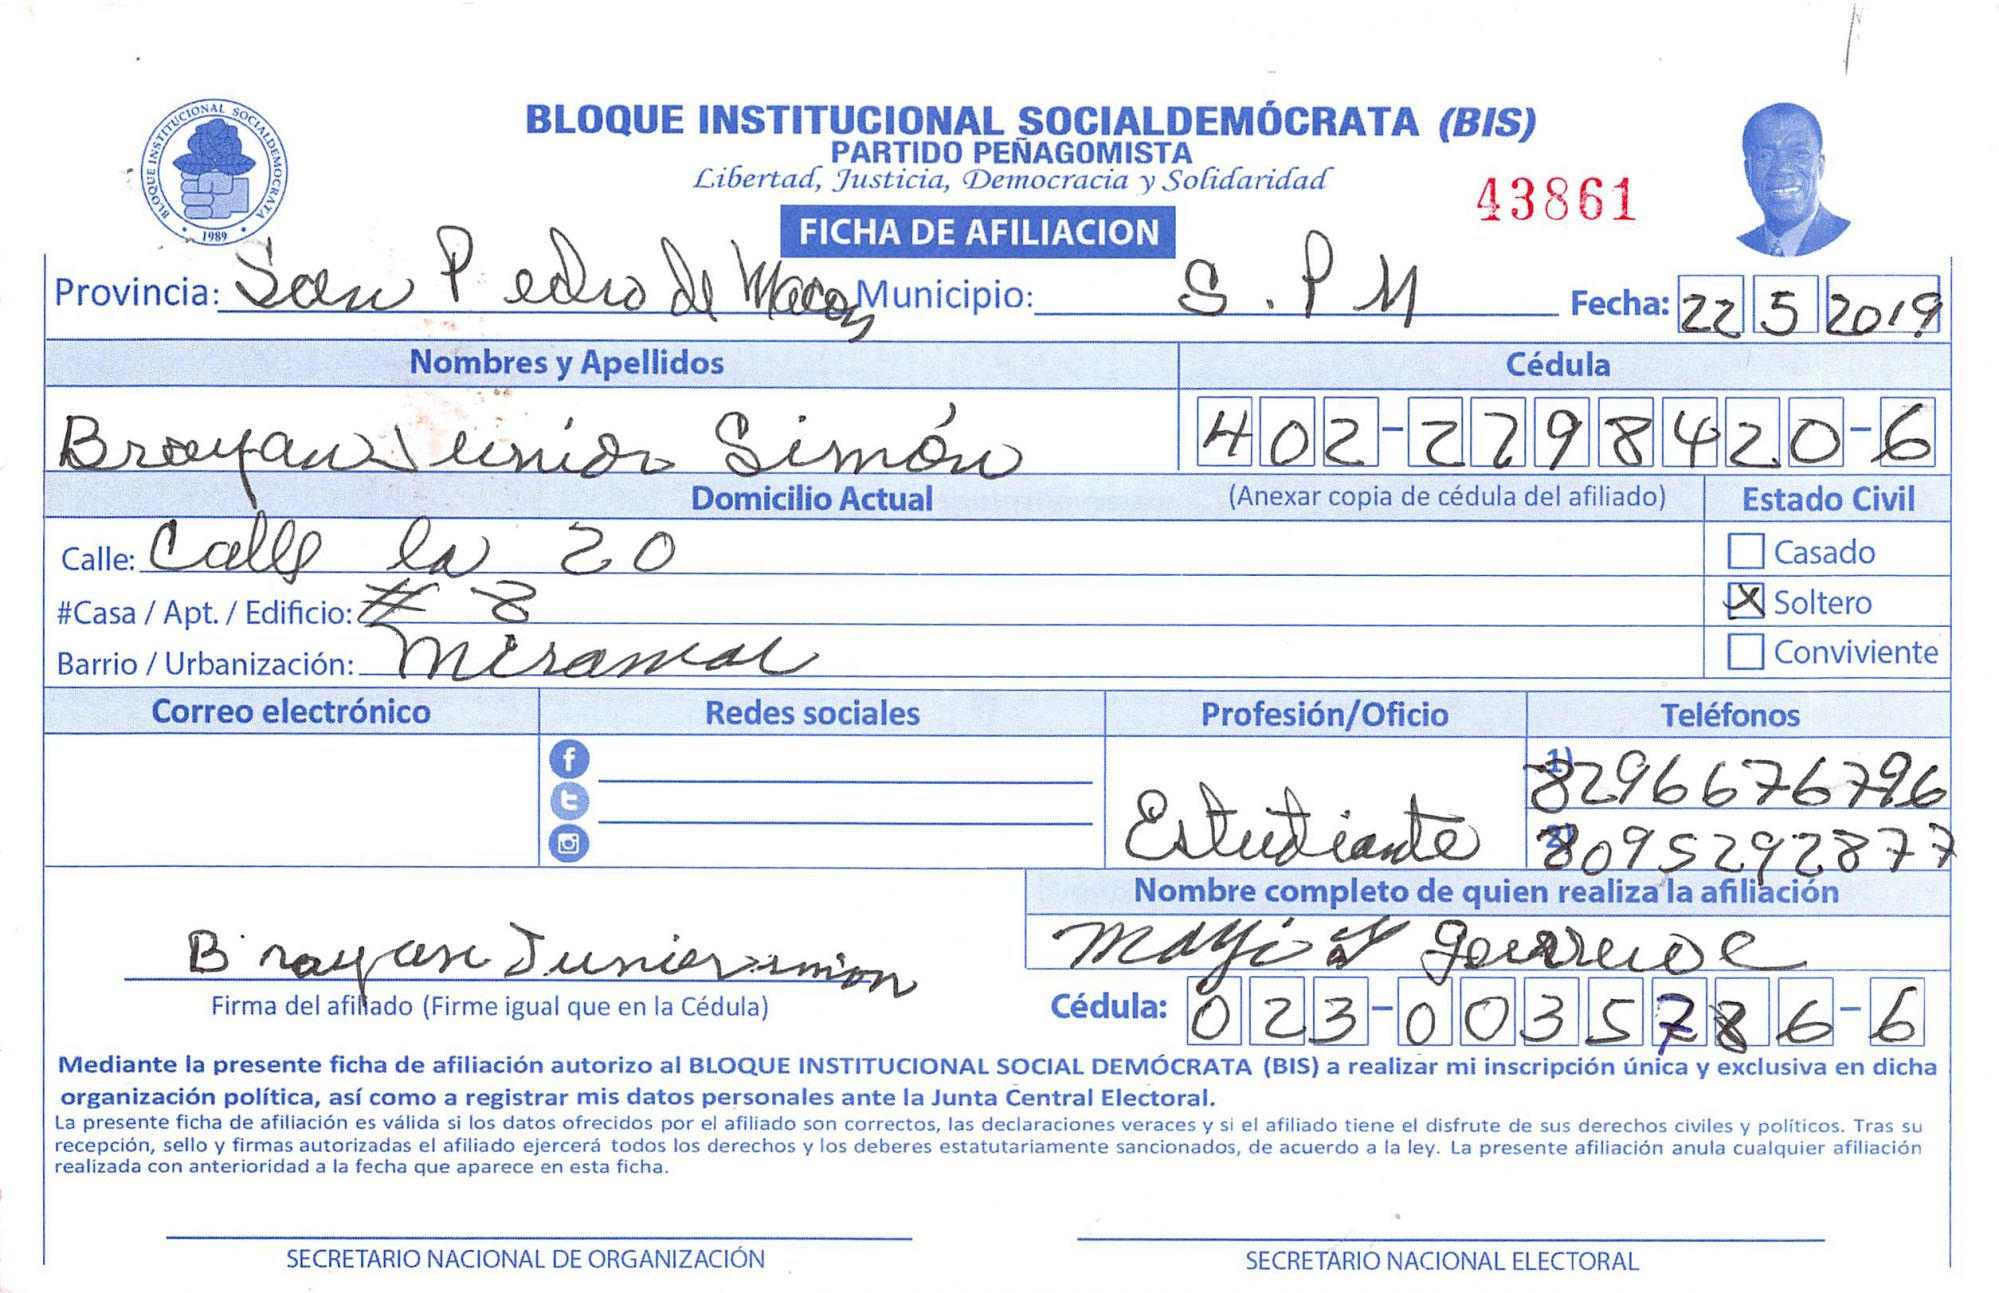 BLOQUE INSTITUCIONAL SOCIALDEMOCRATA
1989
BLOQUE INSTITUCIONAL SOCIALDEMÓCRATA (BIS)
PARTIDO PEÑAGOMISTA
Libertad, Justicia, Democracia y Solidaridad
43861
FICHA DE AFILIACION
Provincia: San Pedro de Macoris Municipio: S. P M Fecha: 22 5 2019
Nombres y Apellidos Cédula
Brayan Junior Simón 402-2298420-6
Domicilio Actual (Anexar copia de cédula del afiliado) Estado Civil
Calle: Calle la 20 Casado
#Casa / Apt. / Edificio: # 8 X Soltero
Barrio / Urbanización: Miramar Conviviente
Correo electrónico Redes sociales Profesión/Oficio Teléfonos
Estudiante
1) 8296676796
2) 8095292877
Nombre completo de quien realiza la afiliación
Brayan Junior simon
Firma del afiliado (Firme igual que en la Cédula)
Cédula: 023-0035786-6
Mediante la presente ficha de afiliación autorizo al BLOQUE INSTITUCIONAL SOCIAL DEMÓCRATA (BIS) a realizar mi inscripción única y exclusiva en dicha
organización política, así como a registrar mis datos personales ante la Junta Central Electoral.
La presente ficha de afiliación es válida si los datos ofrecidos por el afiliado son correctos, las declaraciones veraces y si el afiliado tiene el disfrute de sus derechos civiles y políticos. Tras su
recepción, sello y firmas autorizadas el afiliado ejercerá todos los derechos y los deberes estatutariamente sancionados, de acuerdo a la ley. La presente afiliación anula cualquier afiliación
realizada con anterioridad a la fecha que aparece en esta ficha.
SECRETARIO NACIONAL DE ORGANIZACIÓN SECRETARIO NACIONAL ELECTORAL